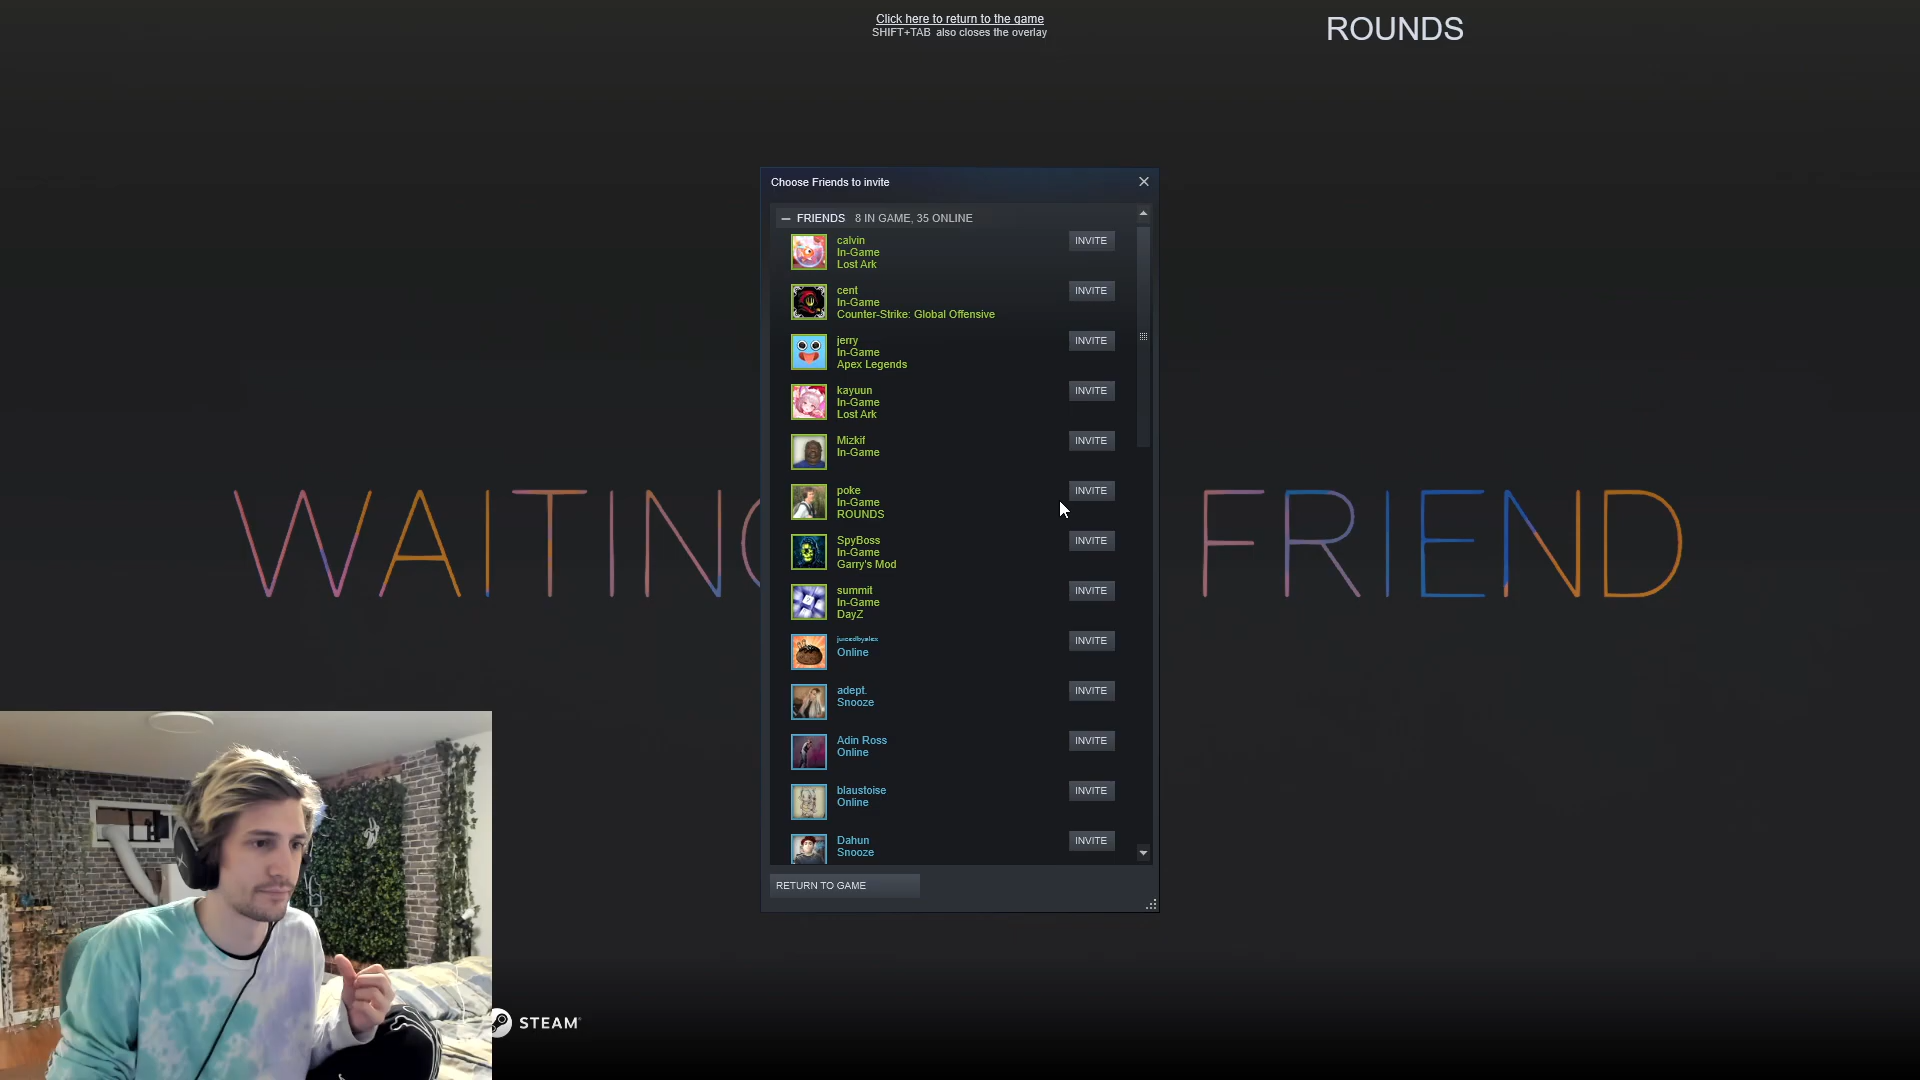 Click here to return to the game
SHIFT+TAB also closes the overlay
ROUNDS
Choose Friends to invite
FRIENDS 8 IN GAME, 35 ONLINE
calvin
In-Game
Lost Ark
INVITE
cent
In-Game
Counter-Strike: Global Offensive
INVITE
jerry
In-Game
Apex Legends
INVITE
kayuun
In-Game
Lost Ark
INVITE
Mizkif
In-Game
INVITE
poke
In-Game
ROUNDS
INVITE
WAITING FRIEND
SpyBoss
In-Game
Garry's Mod
INVITE
summit
In-Game
DayZ
INVITE
juicedbyalex
Online
INVITE
adept.
Snooze
INVITE
Adin Ross
Online
INVITE
blaustoise
Online
INVITE
Dahun
Snooze
INVITE
RETURN TO GAME
STEAM